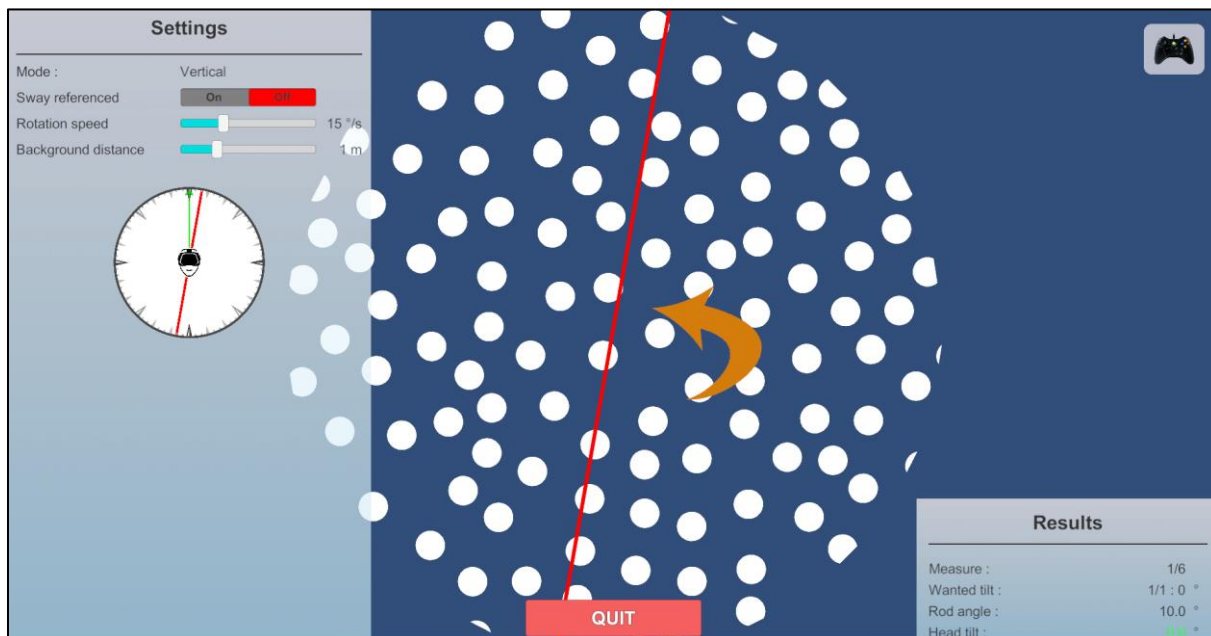 Settings
Mode : Vertical
Sway referenced On Off
Rotation speed 15 °/s
Background distance 1 m
QUIT
Results
Measure : 1/6
Wanted tilt : 1/1 : 0 °
Rod angle : 10.0 °
Head tilt : °